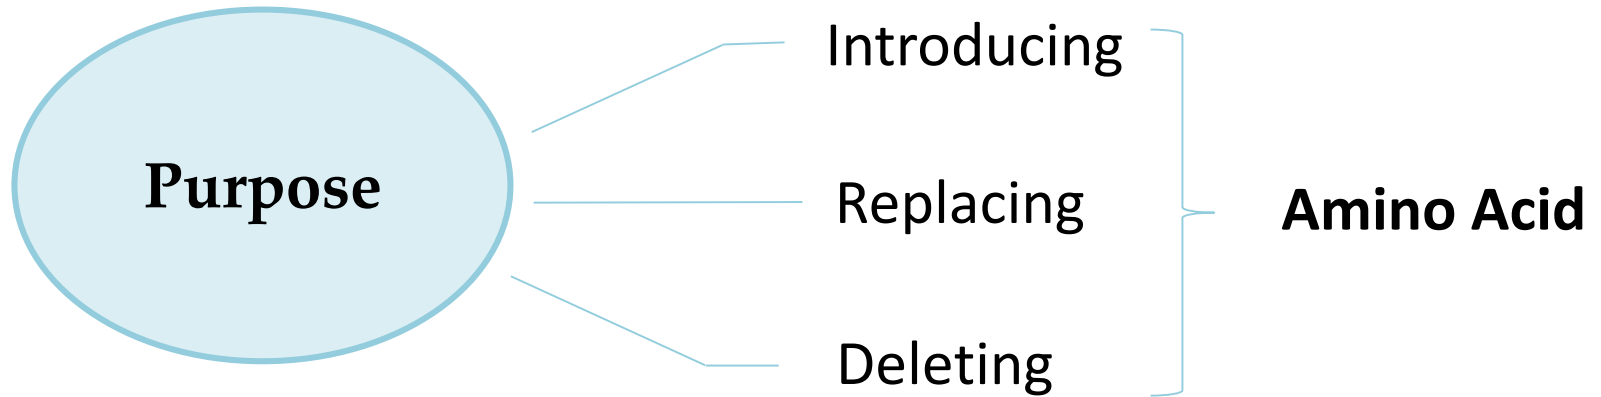 Purpose
Introducing
Replacing
Deleting
Amino Acid